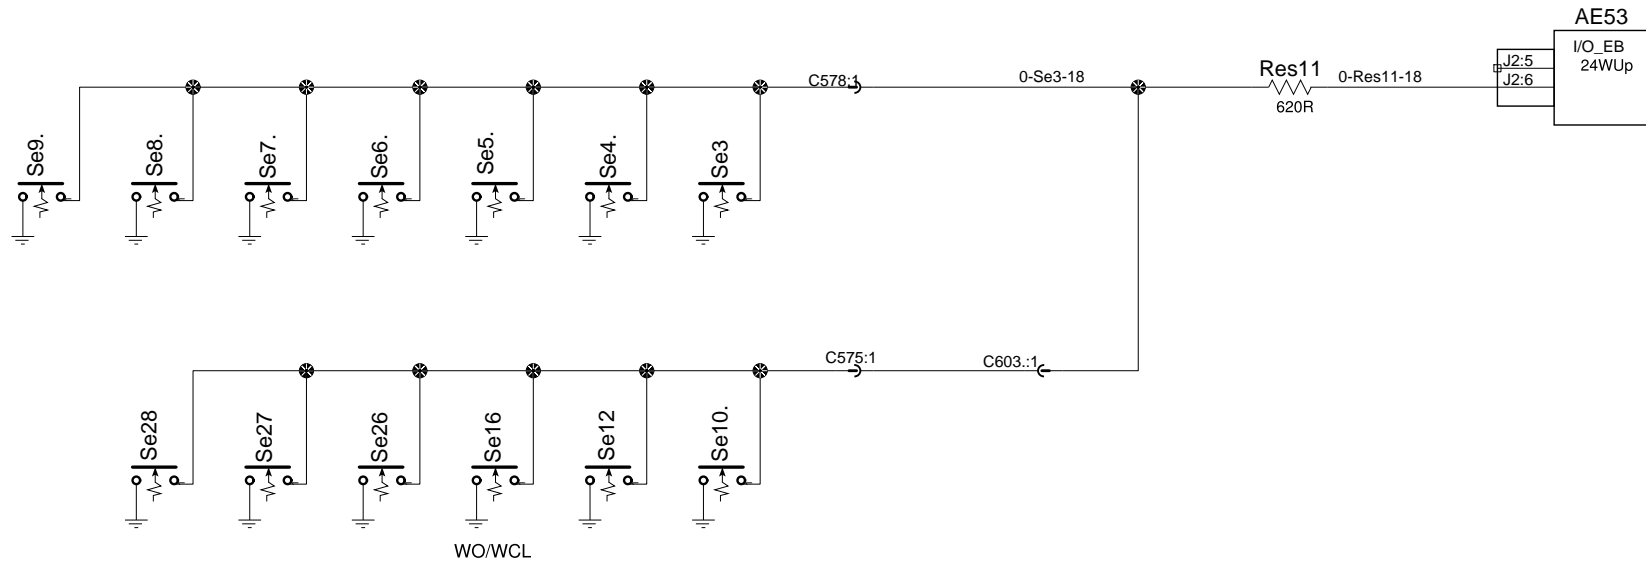 AE53
I/O_EB
24WUp
J2:5
J2:6
C578:1
0-Se3-18
Res11
620R
0-Res11-18
Se9.
Se8.
Se7.
Se6.
Se5.
Se4.
Se3
C575:1
C603.:1
Se28
Se27
Se26
Se16
Se12
Se10.
WO/WCL